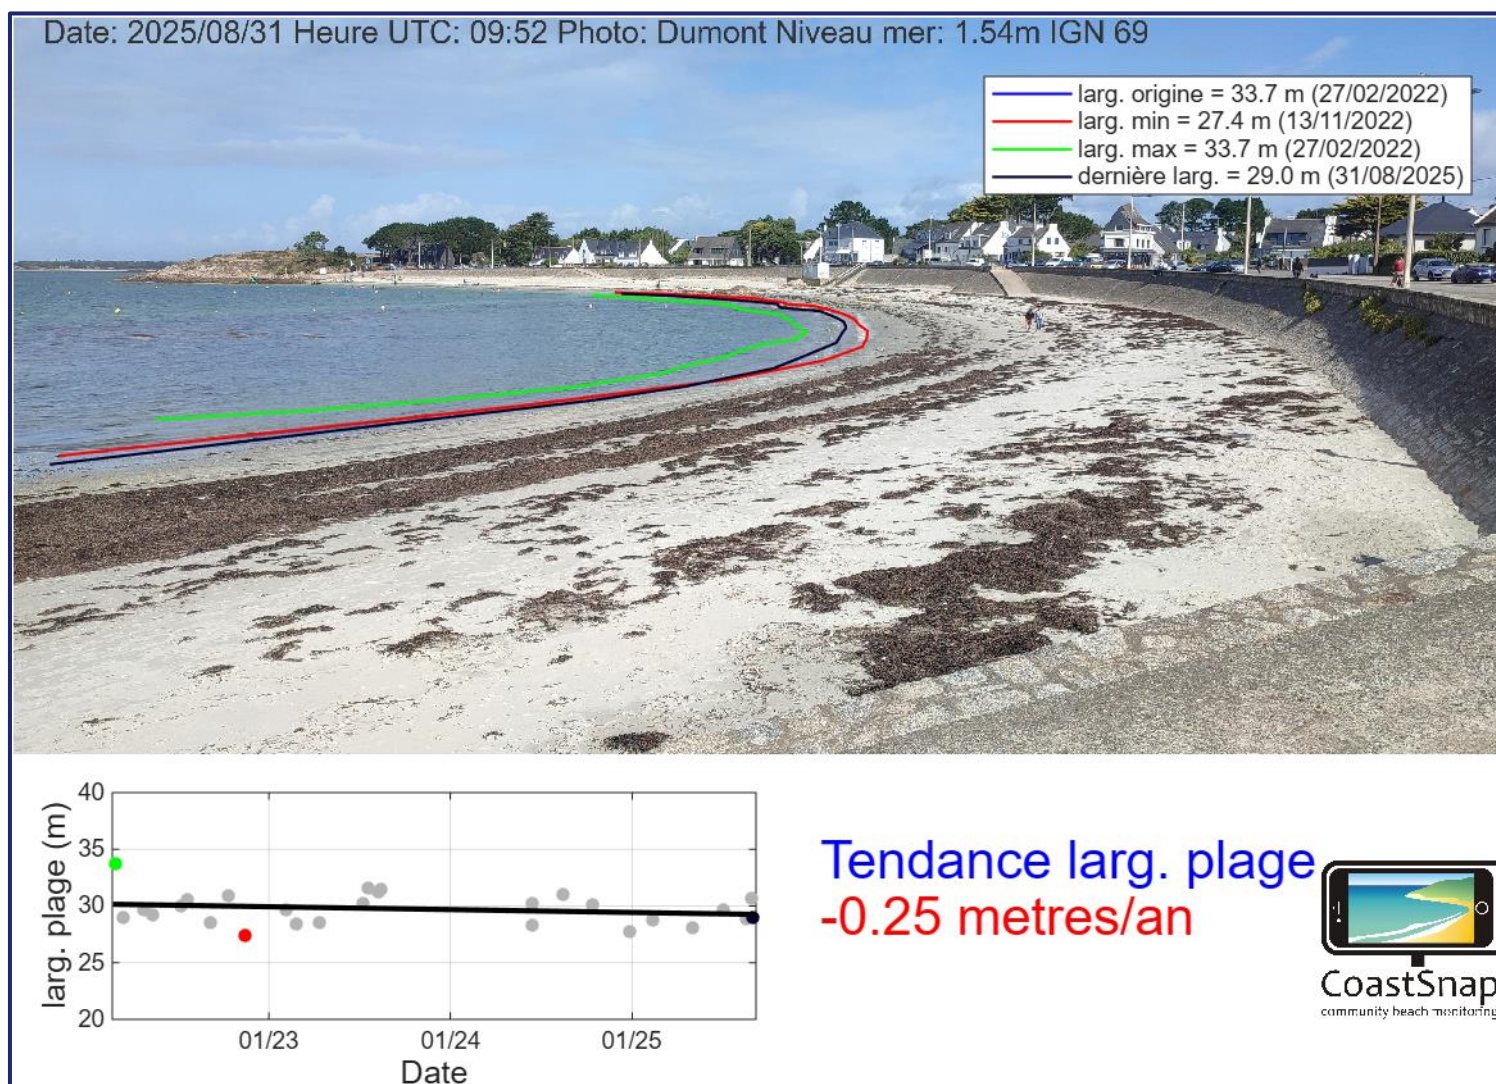 Date: 2025/08/31 Heure UTC: 09:52 Photo: Dumont Niveau mer: 1.54m IGN 69
larg. origine = 33.7 m (27/02/2022)
larg. min = 27.4 m (13/11/2022)
larg. max = 33.7 m (27/02/2022)
dernière larg. = 29.0 m (31/08/2025)
larg. plage (m)
40
35
30
25
20
01/23
01/24
01/25
Date
Tendance larg. plage
-0.25 metres/an
CoastSnap
community beach monitoring